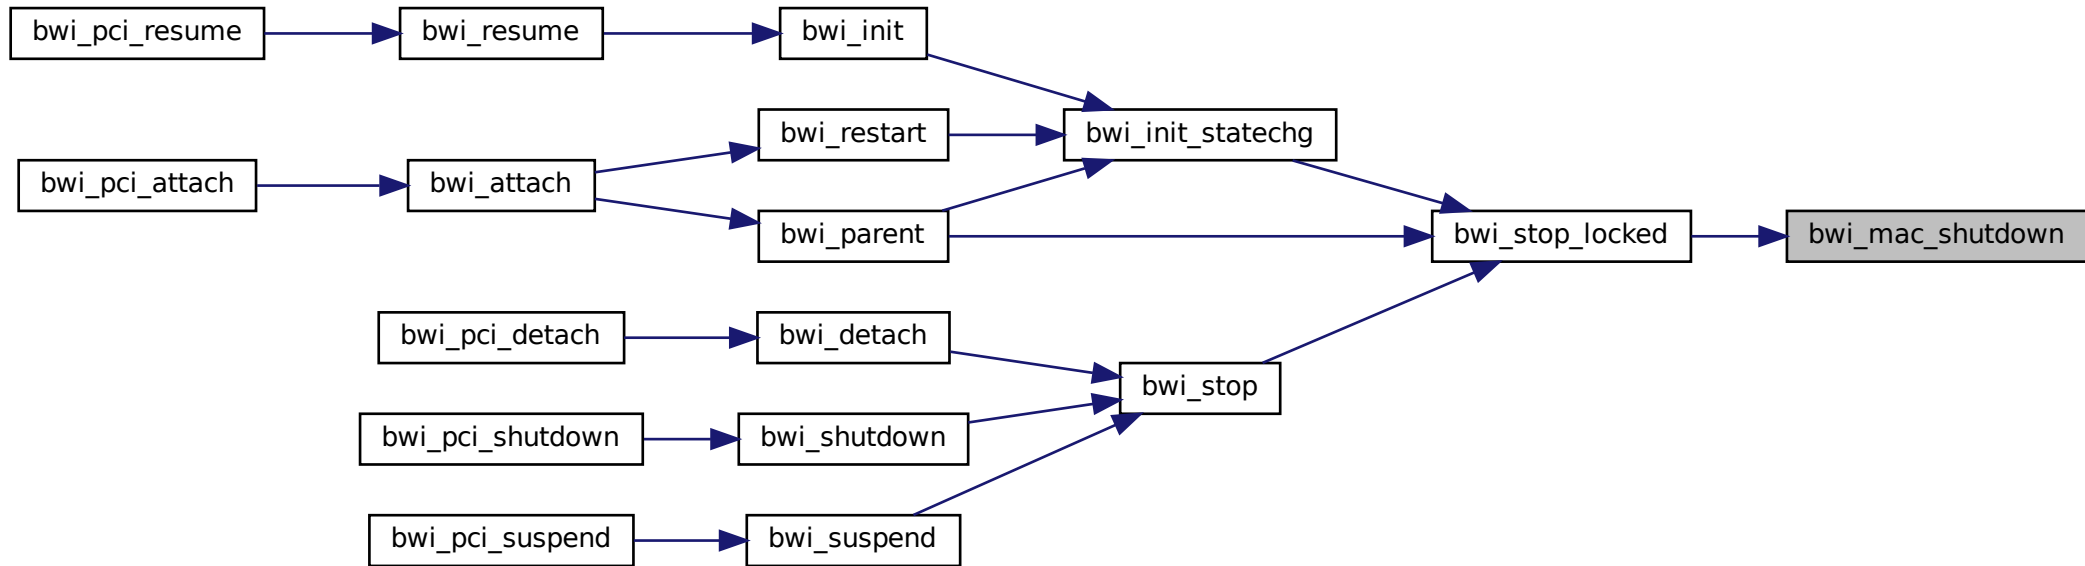 bwi_pci_resume
bwi_resume
bwi_init
bwi_restart
bwi_init_statechg
bwi_pci_attach
bwi_attach
bwi_parent
bwi_stop_locked
bwi_mac_shutdown
bwi_pci_detach
bwi_detach
bwi_stop
bwi_pci_shutdown
bwi_shutdown
bwi_pci_suspend
bwi_suspend